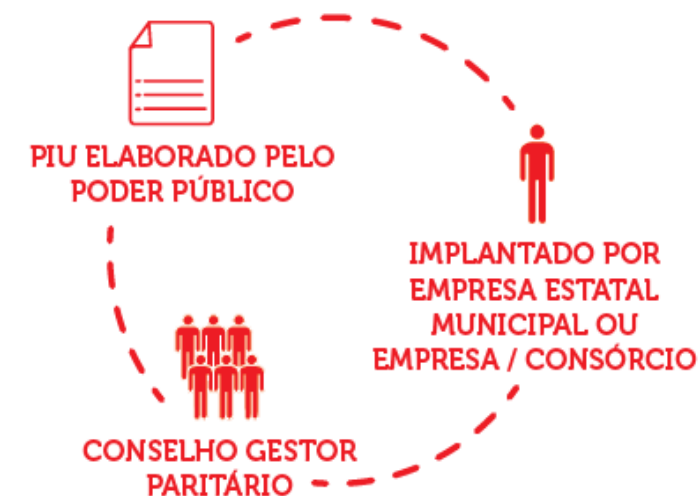 PIU ELABORADO PELO
PODER PÚBLICO
IMPLANTADO POR
EMPRESA ESTATAL
MUNICIPAL OU
EMPRESA / CONSÓRCIO
CONSELHO GESTOR
PARITÁRIO